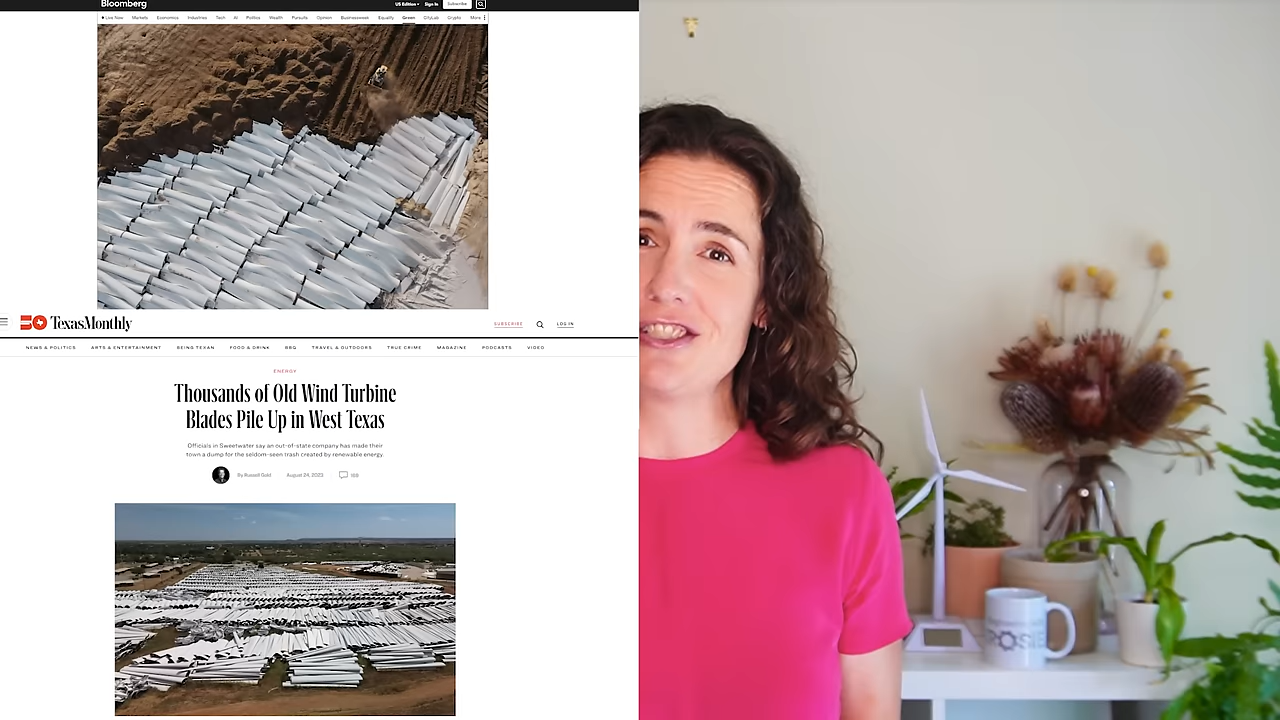 Bloomberg
US Edition Sign In Subscribe
Live Now Markets Economics Industries Tech AI Politics Wealth Pursuits Opinion Businessweek Equality Green CityLab Crypto More
50 TexasMonthly
SUBSCRIBE LOG IN
NEWS & POLITICS ARTS & ENTERTAINMENT BEING TEXAN FOOD & DRINK BBQ TRAVEL & OUTDOORS TRUE CRIME MAGAZINE PODCASTS VIDEO
ENERGY
Thousands of Old Wind Turbine
Blades Pile Up in West Texas
Officials in Sweetwater say an out-of-state company has made their
town a dump for the seldom-seen trash created by renewable energy.
By Russell Gold August 24, 2023 168